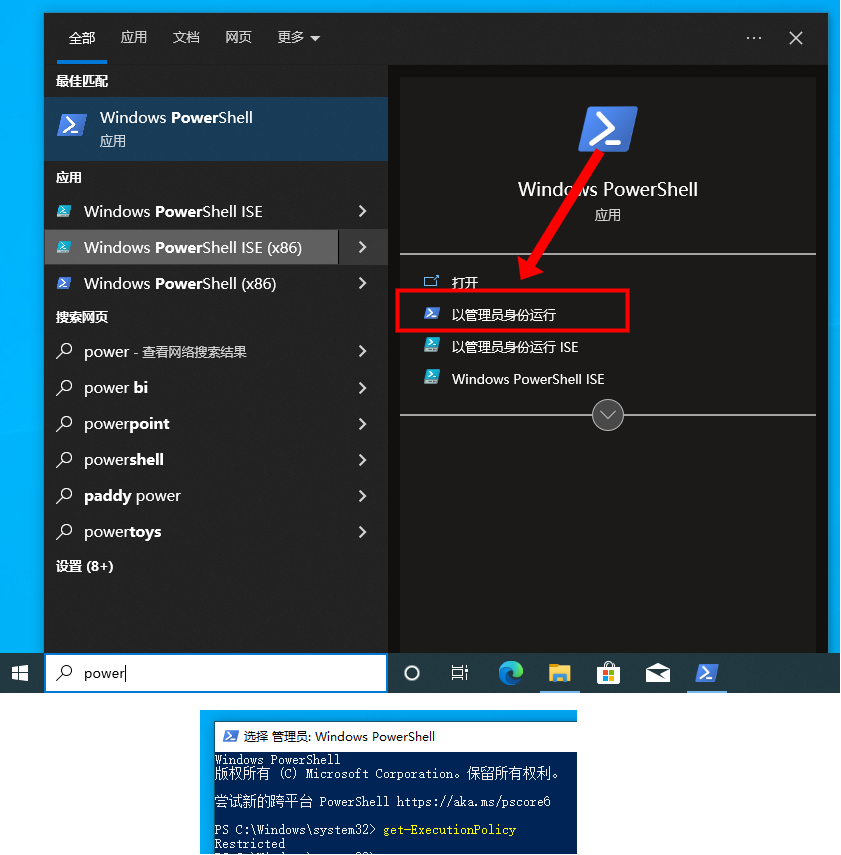 全部 应用 文档 网页 更多
最佳匹配
Windows PowerShell
应用
应用
Windows PowerShell ISE
Windows PowerShell ISE (x86)
Windows PowerShell (x86)
搜索网页
power - 查看网络搜索结果
power bi
powerpoint
powershell
paddy power
powertoys
设置 (8+)
Windows PowerShell
应用
打开
以管理员身份运行
以管理员身份运行 ISE
Windows PowerShell ISE
power
选择 管理员: Windows PowerShell
Windows PowerShell
版权所有 (C) Microsoft Corporation。保留所有权利。
尝试新的跨平台 PowerShell https://aka.ms/pscore6
PS C:\Windows\system32> get-ExecutionPolicy
Restricted